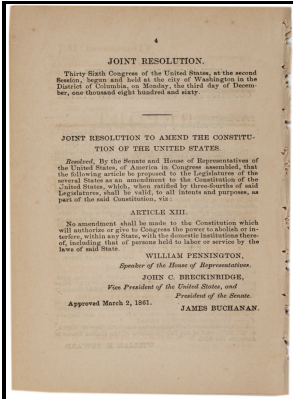 4
JOINT RESOLUTION.
Thirty Sixth Congress of the United States, at the second
Session, begun and held at the city of Washington in the
District of Columbia, on Monday, the third day of Decem-
ber, one thousand eight hundred and sixty.
JOINT RESOLUTION TO AMEND THE CONSTITU-
TION OF THE UNITED STATES.
Resolved, By the Senate and House of Representatives of
the United States, of America in Congress assembled, that
the following article be proposed to the Legislatures of the
several States as an amendment to the Constitution of the
United States, which, when ratified by three-fourths of said
Legislatures, shall be valid, to all intents and purposes, as
part of the said Constitution, viz:
ARTICLE XIII.
No amendment shall be made to the Constitution which
will authorize or give to Congress the power to abolish or in-
terfere, within any State, with the domestic institutions there-
of, including that of persons held to labor or service by the
laws of said State.
WILLIAM PENNINGTON,
Speaker of the House of Representatives.
JOHN C. BRECKINRIDGE,
Vice President of the United States, and
President of the Senate.
Approved March 2, 1861.
JAMES BUCHANAN.